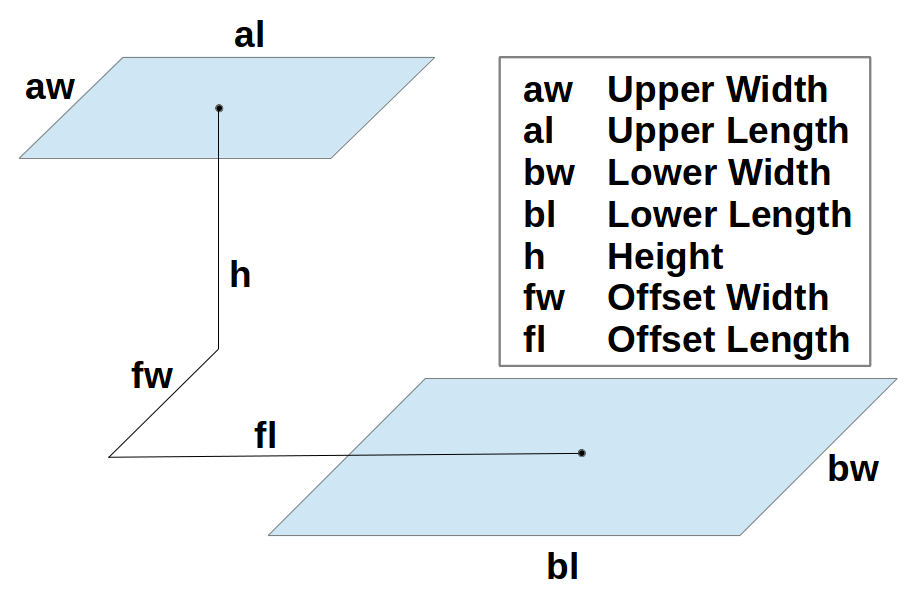 al
aw
aw Upper Width
al Upper Length
bw Lower Width
bl Lower Length
h Height
fw Offset Width
fl Offset Length
h
fw
fl
bw
bl